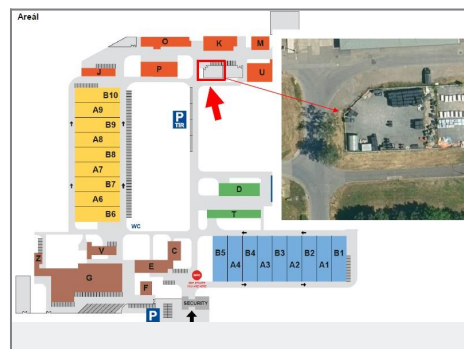 Areál
O
K
M
J
P
U
B10
A9
B9
A8
B8
A7
B7
A6
B6
P
TIR
D
T
WC
V
C
Z
E
G
F
B5
A4
B4
A3
B3
A2
B2
A1
B1
SECURITY
P